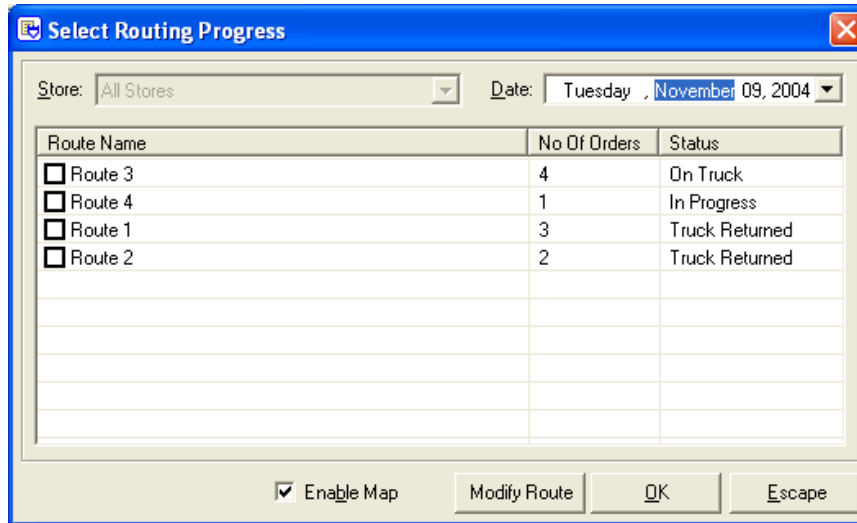 Select Routing Progress
Store: All Stores Date: Tuesday , November 09, 2004
Route Name No Of Orders Status
Route 3 4 On Truck
Route 4 1 In Progress
Route 1 3 Truck Returned
Route 2 2 Truck Returned
Enable Map Modify Route OK Escape